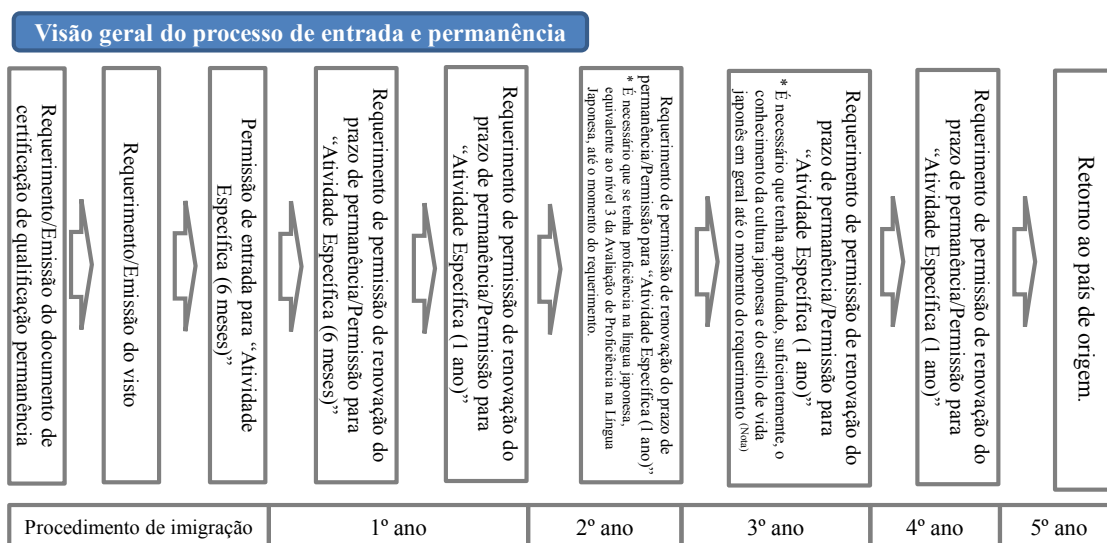 Visão geral do processo de entrada e permanência
Requerimento/Emissão do documento de
certificação de qualificação permanência
Requerimento/Emissão do visto
Permissão de entrada para “Atividade
Específica (6 meses)”
Requerimento de permissão de renovação do
prazo de permanência/Permissão para
“Atividade Específica (6 meses)”
Requerimento de permissão de renovação do
prazo de permanência/Permissão para
“Atividade Específica (1 ano)”
Requerimento de permissão de renovação do prazo de
permanência/Permissão para “Atividade Específica (1 ano)”
* É necessário que se tenha proficiência na língua japonesa,
equivalente ao nível 3 da Avaliação de Proficiência na Língua
Japonesa, até o momento do requerimento.
Requerimento de permissão de renovação do
prazo de permanência/Permissão para
“Atividade Específica (1 ano)”
* É necessário que tenha aprofundado, suficientemente, o
conhecimento da cultura japonesa e do estilo de vida
japonês em geral até o momento do requerimento (Nota)
Requerimento de permissão de renovação do
prazo de permanência/Permissão para
“Atividade Específica (1 ano)”
Retorno ao país de origem.
Procedimento de imigração
1º ano
2º ano
3º ano
4º ano
5º ano